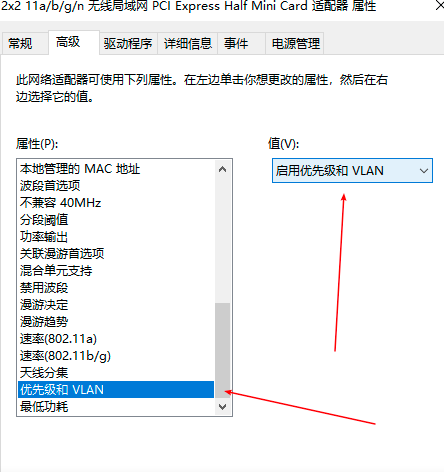 2x2 11a/b/g/n 无线局域网 PCI Express Half Mini Card 适配器 属性
常规 高级 驱动程序 详细信息 事件 电源管理
此网络适配器可使用下列属性。在左边单击你想更改的属性，然后在右
边选择它的值。
属性(P): 值(V):
本地管理的 MAC 地址 启用优先级和 VLAN
波段首选项
不兼容 40MHz
分段阈值
功率输出
关联漫游首选项
混合单元支持
禁用波段
漫游决定
漫游趋势
速率(802.11a)
速率(802.11b/g)
天线分集
优先级和 VLAN
最低功耗